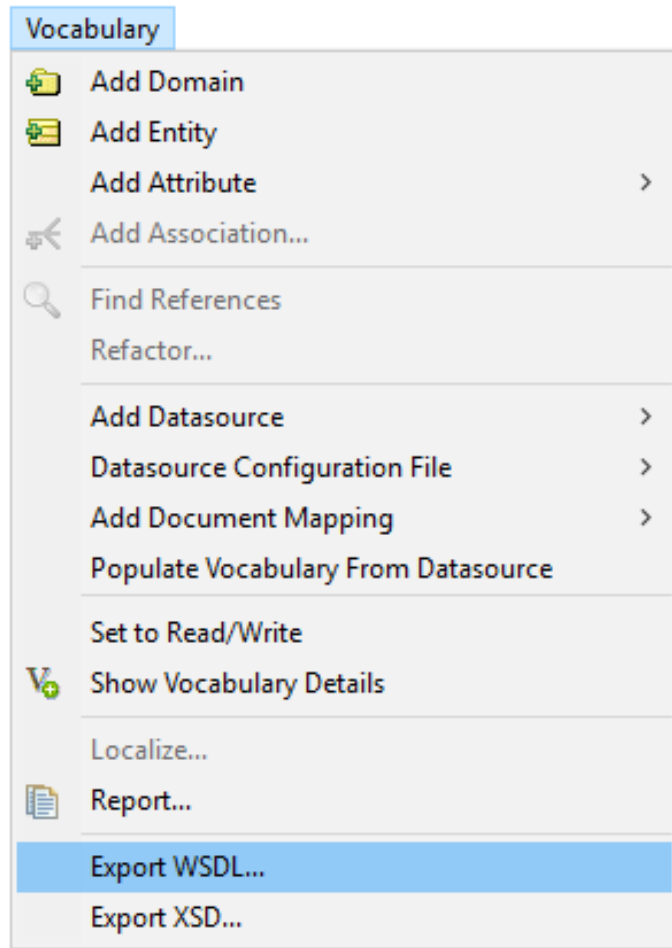 Vocabulary
Add Domain
Add Entity
Add Attribute
Add Association...
Find References
Refactor...
Add Datasource
Datasource Configuration File
Add Document Mapping
Populate Vocabulary From Datasource
Set to Read/Write
Show Vocabulary Details
Localize...
Report...
Export WSDL...
Export XSD...